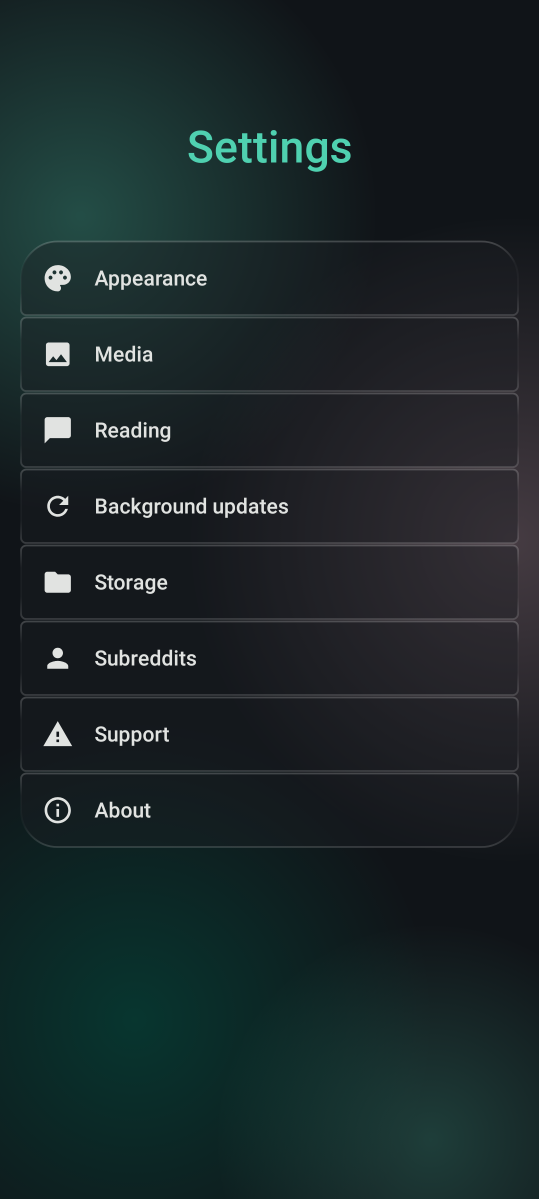 Settings
Appearance
Media
Reading
Background updates
Storage
Subreddits
Support
About